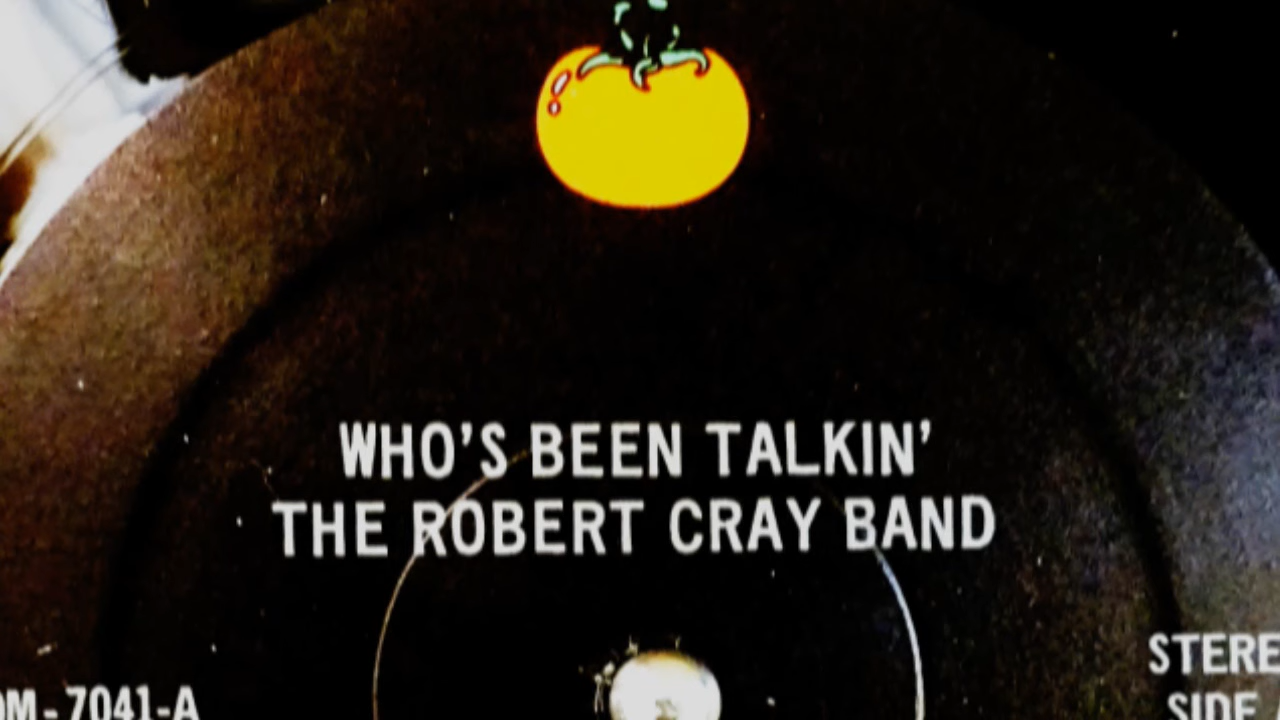 WHO'S BEEN TALKIN'
THE ROBERT CRAY BAND
STERE
SIDE
OM-7041-A